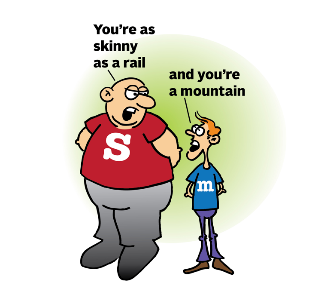 You're as
skinny
as a rail
and you're
a mountain
S
m